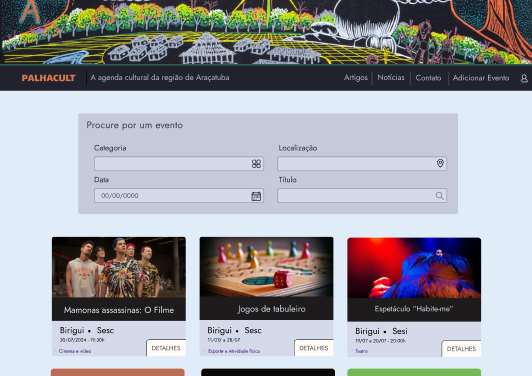 PALHACULT
A agenda cultural da região de Araçatuba
Artigos
Notícias
Contato
Adicionar Evento
Procure por um evento
Categoria
Localização
Data
Título
00/00/0000
Mamonas assassinas: O Filme
Birigui • Sesc
30/07/2024 - 19:30h
Cinema e vídeo
DETALHES
Jogos de tabuleiro
Birigui • Sesc
11/07 a 28/07
Esporte e Atividade física
DETALHES
Espetáculo "Habite-me"
Birigui • Sesi
19/07 e 20/07 - 20:00h
Teatro
DETALHES